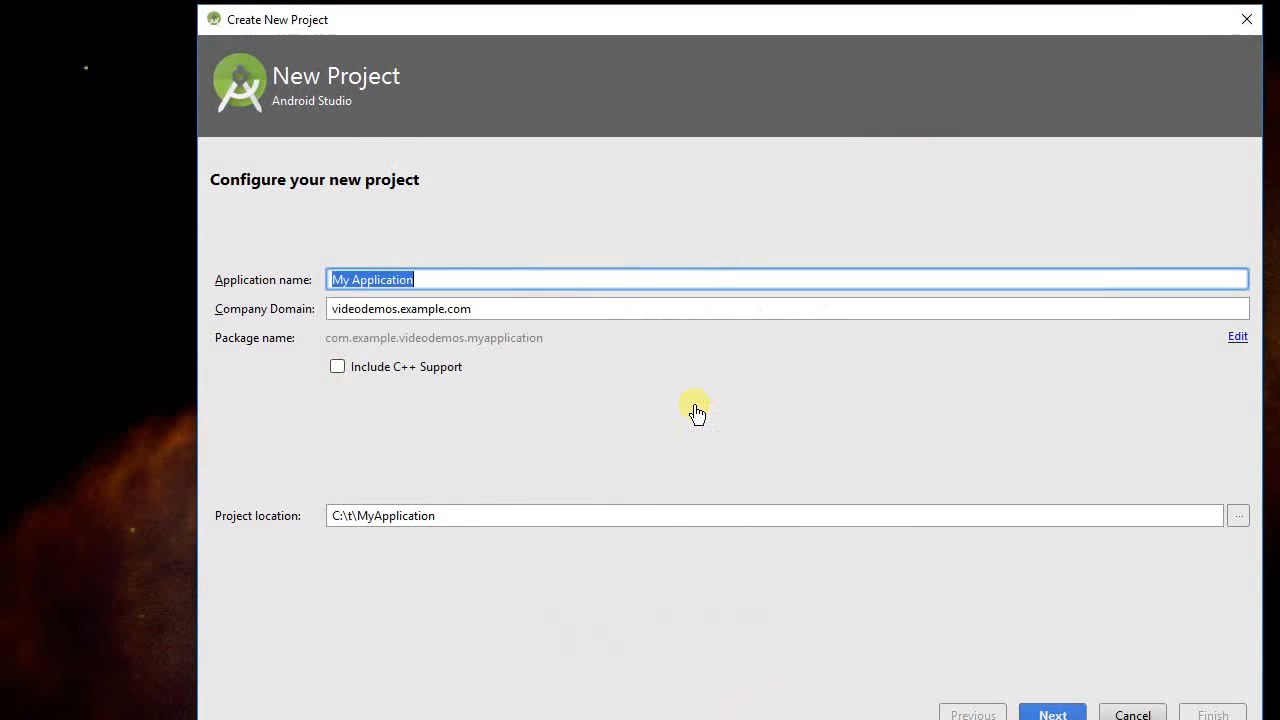 Create New Project
New Project
Android Studio
Configure your new project
Application name: My Application
Company Domain: videodemos.example.com
Package name: com.example.videodemos.myapplication Edit
Include C++ Support
Project location: C:\t\MyApplication ...
Previous Next Cancel Finish